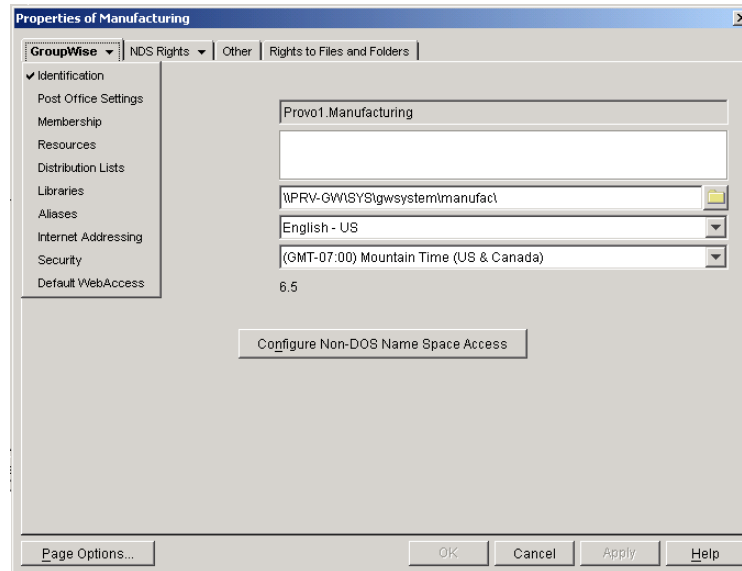 Properties of Manufacturing
GroupWise NDS Rights Other Rights to Files and Folders
Identification
Post Office Settings
Membership
Resources
Distribution Lists
Libraries
Aliases
Internet Addressing
Security
Default WebAccess
Provo1.Manufacturing
\\PRV-GW\SYS\gwsystem\manufac\
English - US
(GMT-07:00) Mountain Time (US & Canada)
6.5
Configure Non-DOS Name Space Access
Page Options... OK Cancel Apply Help